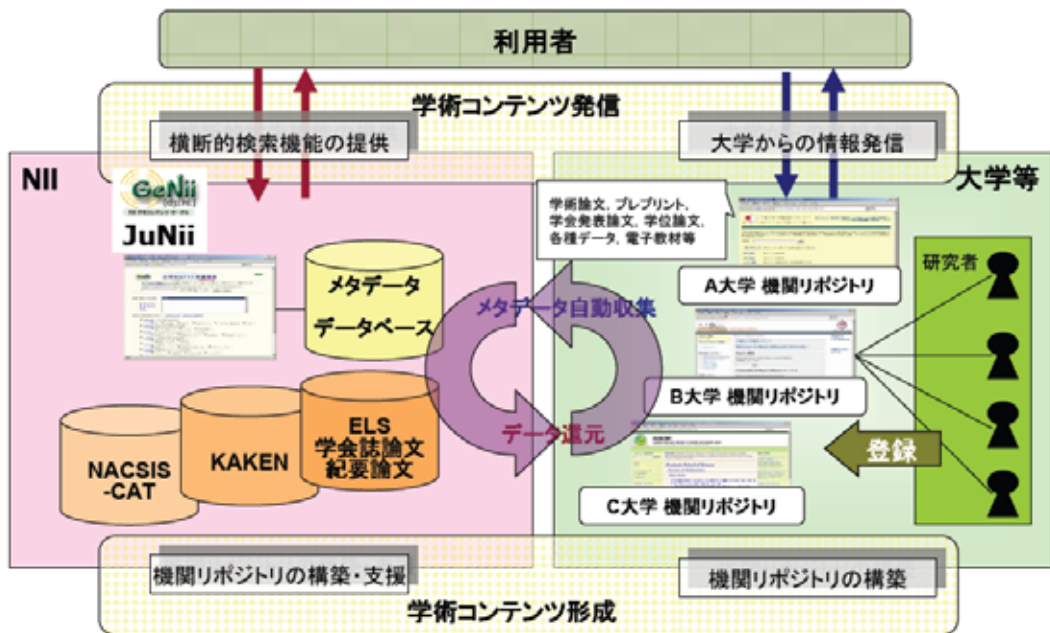 利用者
学術コンテンツ発信
横断的検索機能の提供
大学からの情報発信
NII
大学等
GeNii
JuNii
学術論文, プレプリント,
学会発表論文, 学位論文,
各種データ, 電子教材等
研究者
メタデータ
データベース
メタデータ自動収集
A大学 機関リポジトリ
B大学 機関リポジトリ
データ還元
登録
C大学 機関リポジトリ
NACSIS
-CAT
KAKEN
ELS
学会誌論文
紀要論文
機関リポジトリの構築・支援
機関リポジトリの構築
学術コンテンツ形成